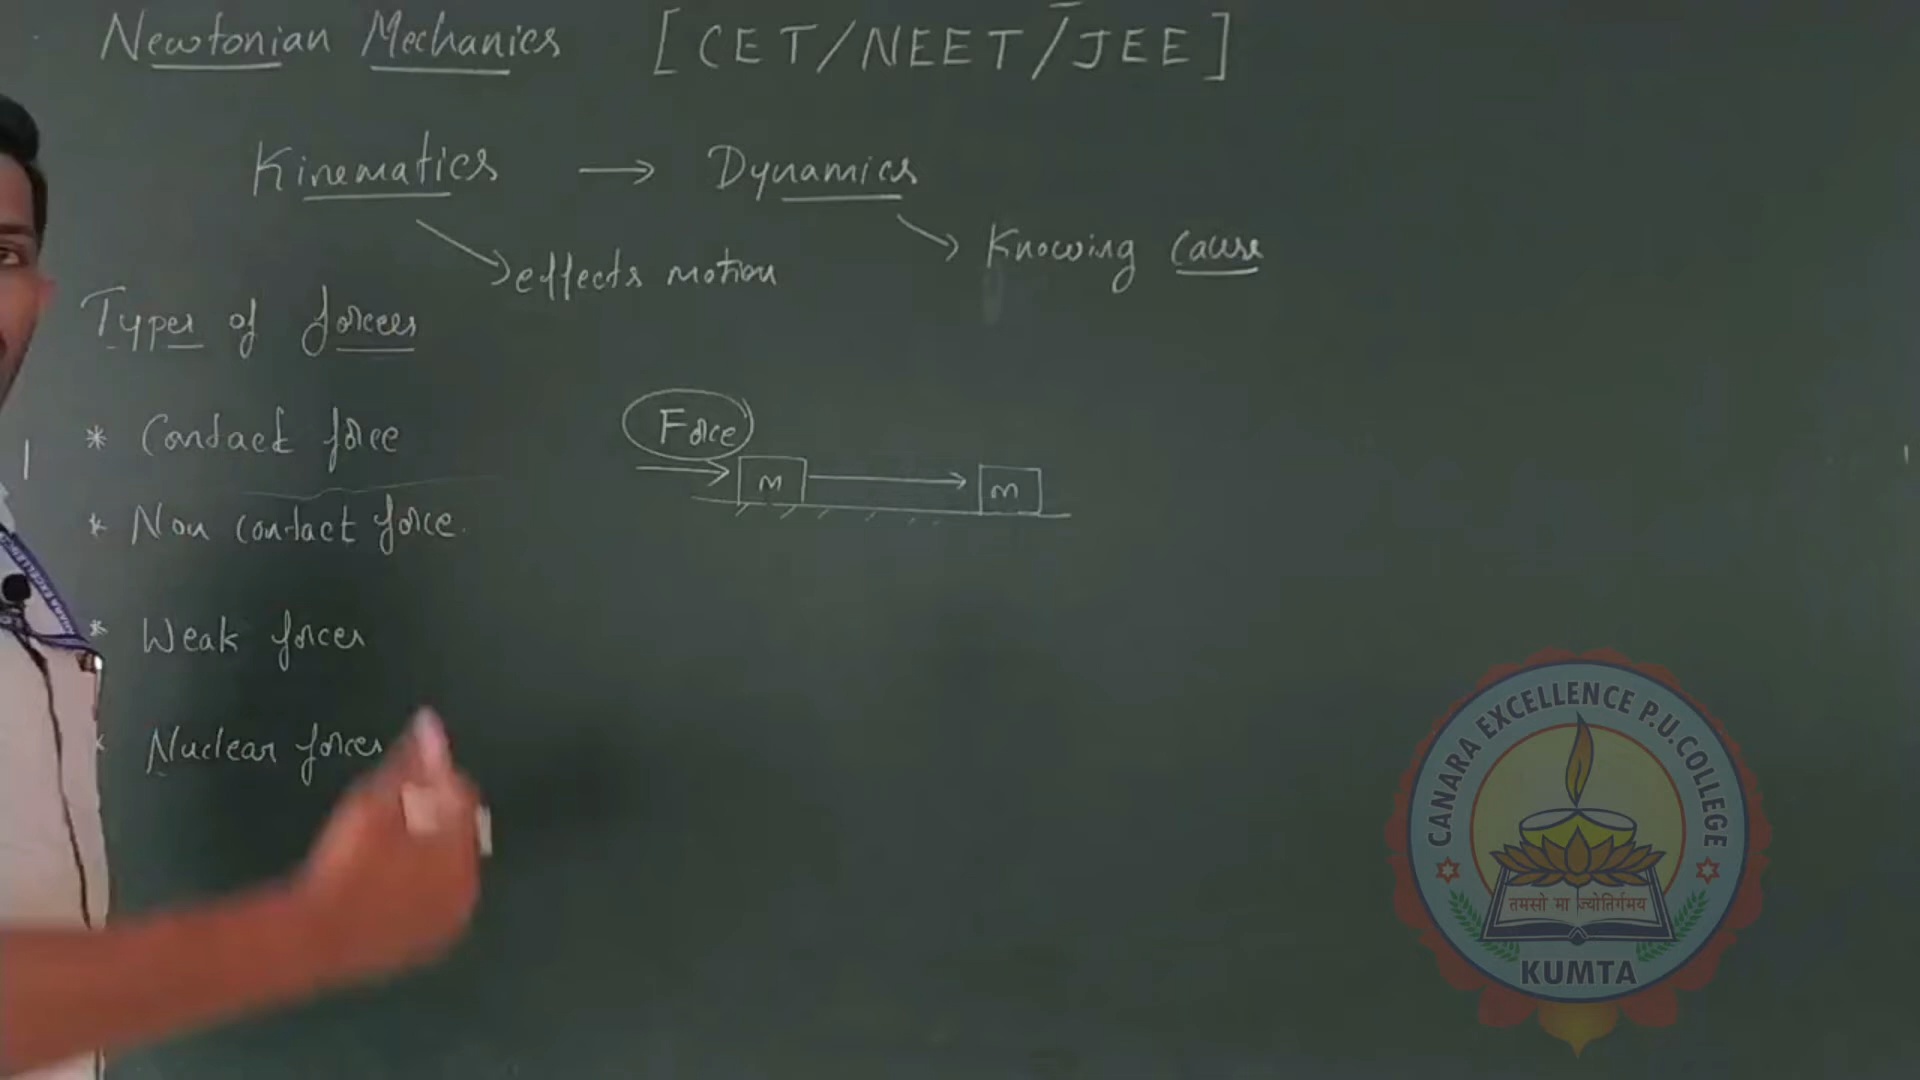 Newtonian Mechanics [CET/NEET/JEE]
Kinematics → Dynamics
effects motion
Knowing cause
Types of forces
* Contact force
* Non contact force.
* Weak forces
* Nuclear forces
Force
m
m
CANARA EXCELLENCE P.U.COLLEGE
तमसो मा ज्योतिर्गमय
KUMTA